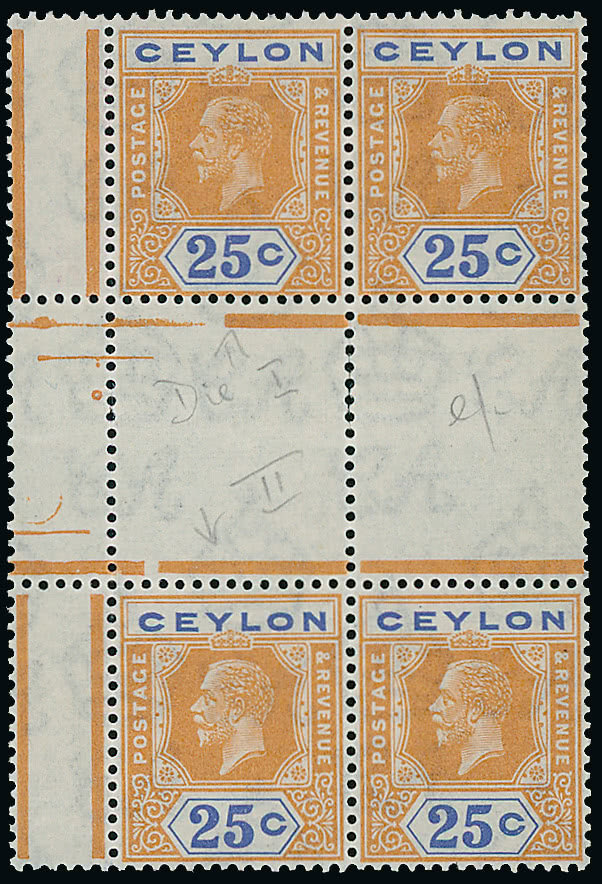 CEYLON CEYLON
POSTAGE & REVENUE POSTAGE & REVENUE
25c 25c
Die I
II
CEYLON CEYLON
POSTAGE & REVENUE POSTAGE & REVENUE
25c 25c